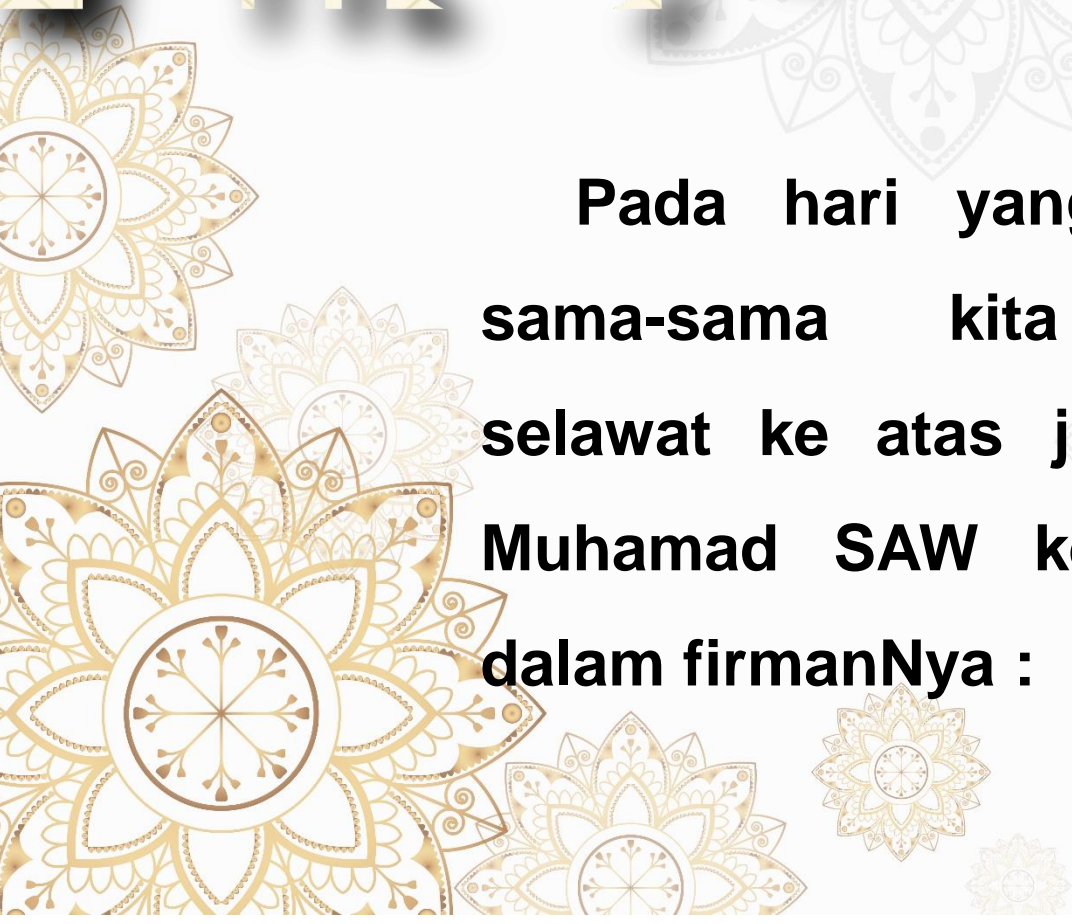 Pada hari yang
sama-sama kita
selawat ke atas
Muhamad SAW
dalam firmanNya :